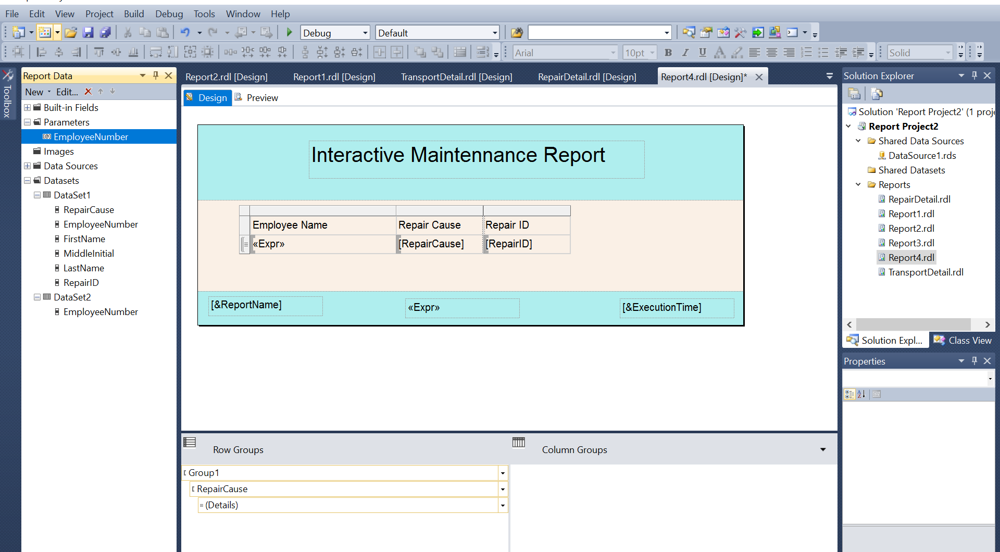 File Edit View Project Build Debug Tools Window Help
Debug Default
Arial 10pt B I U A Solid
Toolbox
Report Data
New Edit...
Built-in Fields
Parameters
EmployeeNumber
Images
Data Sources
Datasets
DataSet1
RepairCause
EmployeeNumber
FirstName
MiddleInitial
LastName
RepairID
DataSet2
EmployeeNumber
Report2.rdl [Design] Report1.rdl [Design] TransportDetail.rdl [Design] RepairDetail.rdl [Design] Report4.rdl [Design]*
Design Preview
Interactive Maintennance Report
Employee Name Repair Cause Repair ID
«Expr» [RepairCause] [RepairID]
[&ReportName] «Expr» [&ExecutionTime]
Row Groups Column Groups
Group1
RepairCause
(Details)
Solution Explorer
Solution 'Report Project2' (1 proje
Report Project2
Shared Data Sources
DataSource1.rds
Shared Datasets
Reports
RepairDetail.rdl
Report1.rdl
Report2.rdl
Report3.rdl
Report4.rdl
TransportDetail.rdl
Solution Expl... Class View
Properties